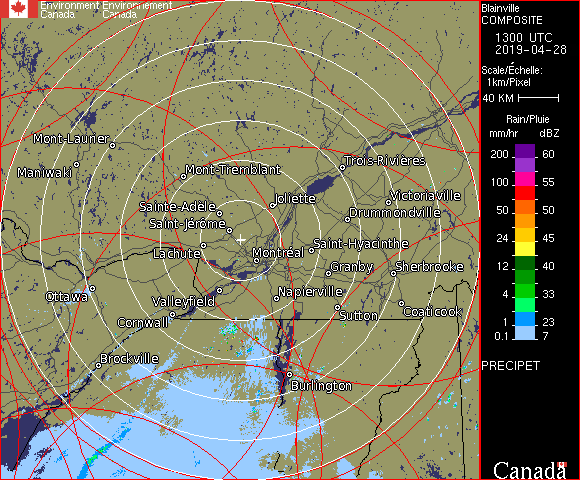 Environment Environnement
Canada Canada
Blainville
COMPOSITE
1300 UTC
2019-04-28
Scale/Échelle:
1km/Pixel
40 KM
Rain/Pluie
mm/hr dBZ
200 60
100 55
50 50
24 45
12 40
4 33
1 23
0.1 7
PRECIPET
Canada
Mont-Laurier
Maniwaki
Mont-Tremblant
Trois-Rivières
Joliette
Victoriaville
Sainte-Adèle
Drummondville
Saint-Jérôme
Saint-Hyacinthe
Lachute
Montréal
Granby
Sherbrooke
Ottawa
Valleyfield
Napierville
Cornwall
Sutton
Coaticook
Brockville
Burlington